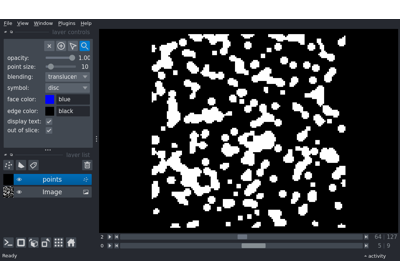 File View Window Plugins Help
layer controls
opacity: 1.00
point size: 10
blending: translucen
symbol: disc
face color: blue
edge color: black
display text:
out of slice:
layer list
points
Image
2 64 127
0 5 9
Ready activity